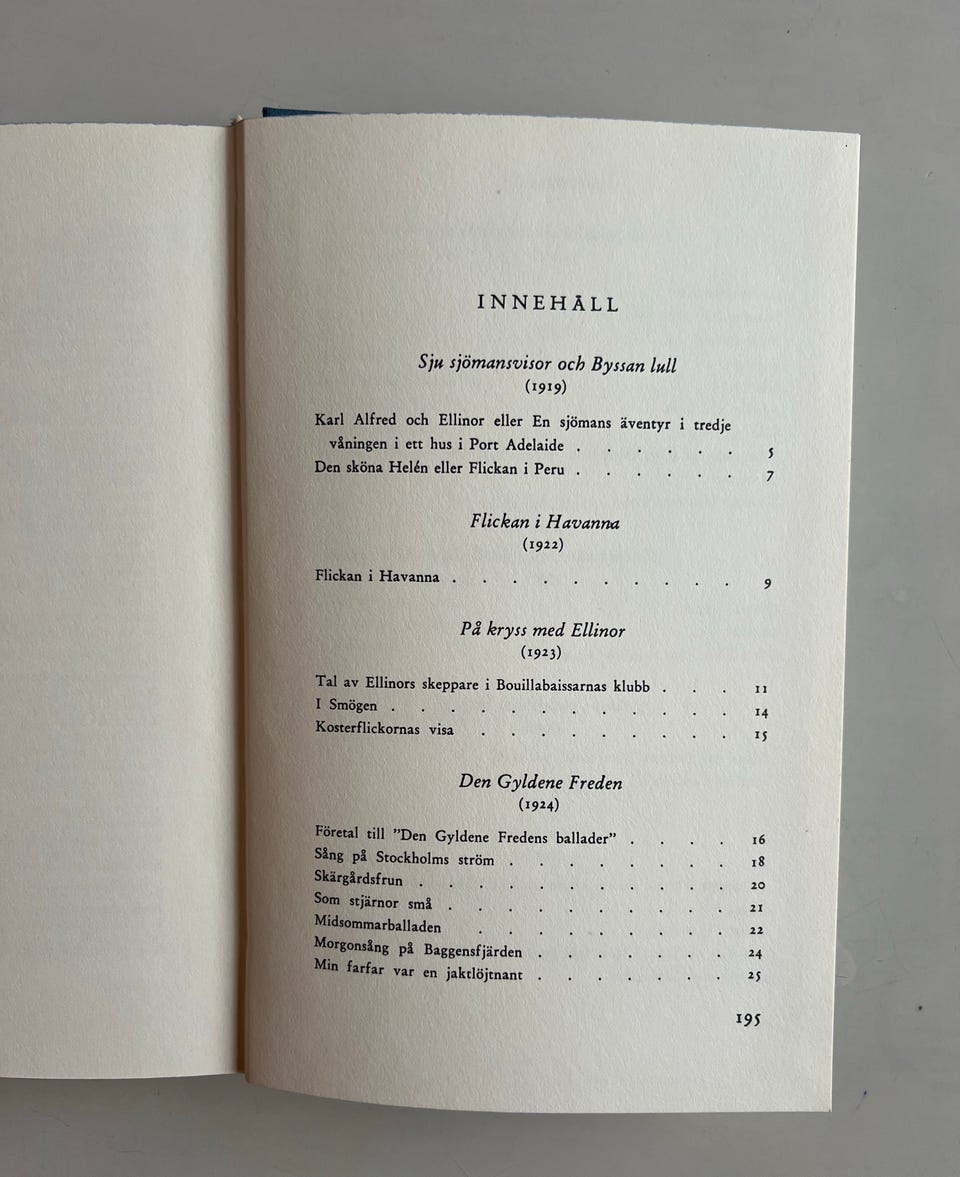 INNEHÅLL
Sju sjömansvisor och Byssan lull
(1919)
Karl Alfred och Ellinor eller En sjömans äventyr i tredje
våningen i ett hus i Port Adelaide . . . . . . 5
Den sköna Helén eller Flickan i Peru . . . . . . 7
Flickan i Havanna
(1922)
Flickan i Havanna . . . . . . . . . . 9
På kryss med Ellinor
(1923)
Tal av Ellinors skeppare i Bouillabaissarnas klubb . . . 11
I Smögen . . . . . . . . . . . . 14
Kosterflickornas visa . . . . . . . . . 15
Den Gyldene Freden
(1924)
Företal till ”Den Gyldene Fredens ballader” . . . . 16
Sång på Stockholms ström . . . . . . . . 18
Skärgårdsfrun . . . . . . . . . . . 20
Som stjärnor små . . . . . . . . . . 21
Midsommarballaden . . . . . . . . . 22
Morgonsång på Baggensfjärden . . . . . . . 24
Min farfar var en jaktlöjtnant . . . . . . . 25
195